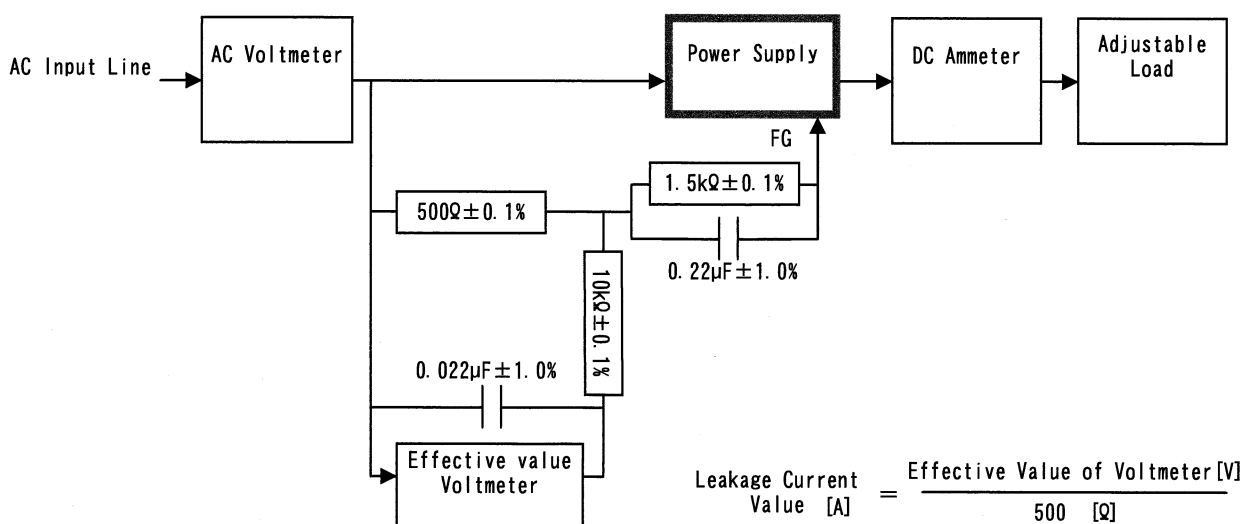 AC Input Line
AC Voltmeter
Power Supply
DC Ammeter
Adjustable
Load
FG
1.5kΩ±0.1%
500Ω±0.1%
0.22µF±1.0%
10kΩ±0.1%
0.022µF±1.0%
Effective value
Voltmeter
Leakage Current
Value [A]
=
Effective Value of Voltmeter[V]
500 [Ω]